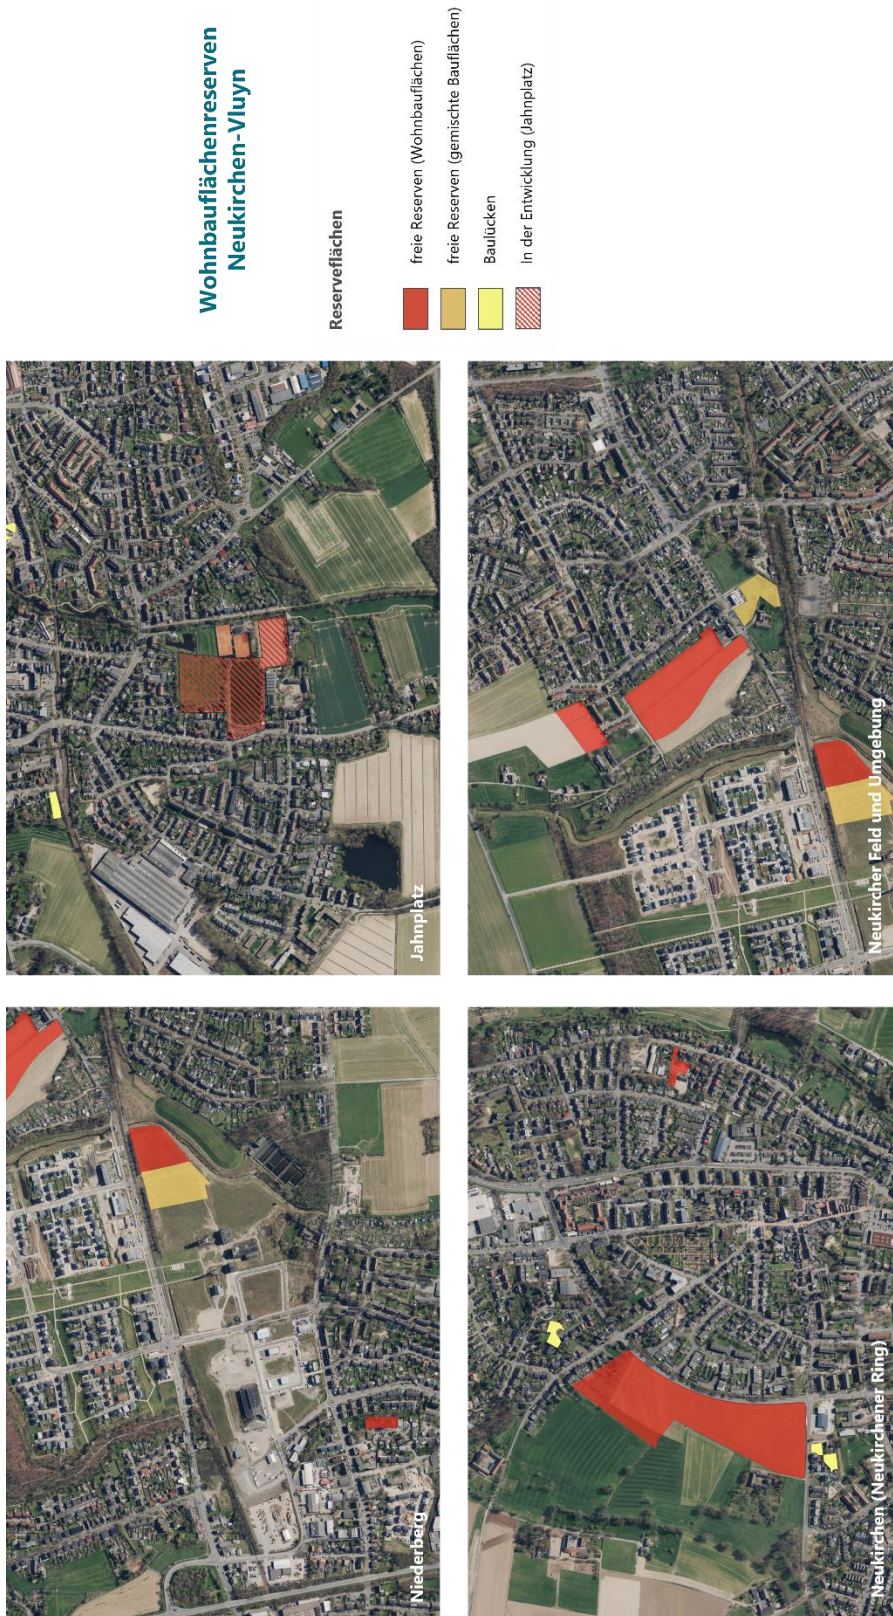 Wohnbauflächenreserven
Neukirchen-Vluyn
Reserveflächen
freie Reserven (Wohnbauflächen)
freie Reserven (gemischte Bauflächen)
Baulücken
In der Entwicklung (Jahnplatz)
Niederberg
Jahnplatz
Neukirchen (Neukirchener Ring)
Neukircher Feld und Umgebung